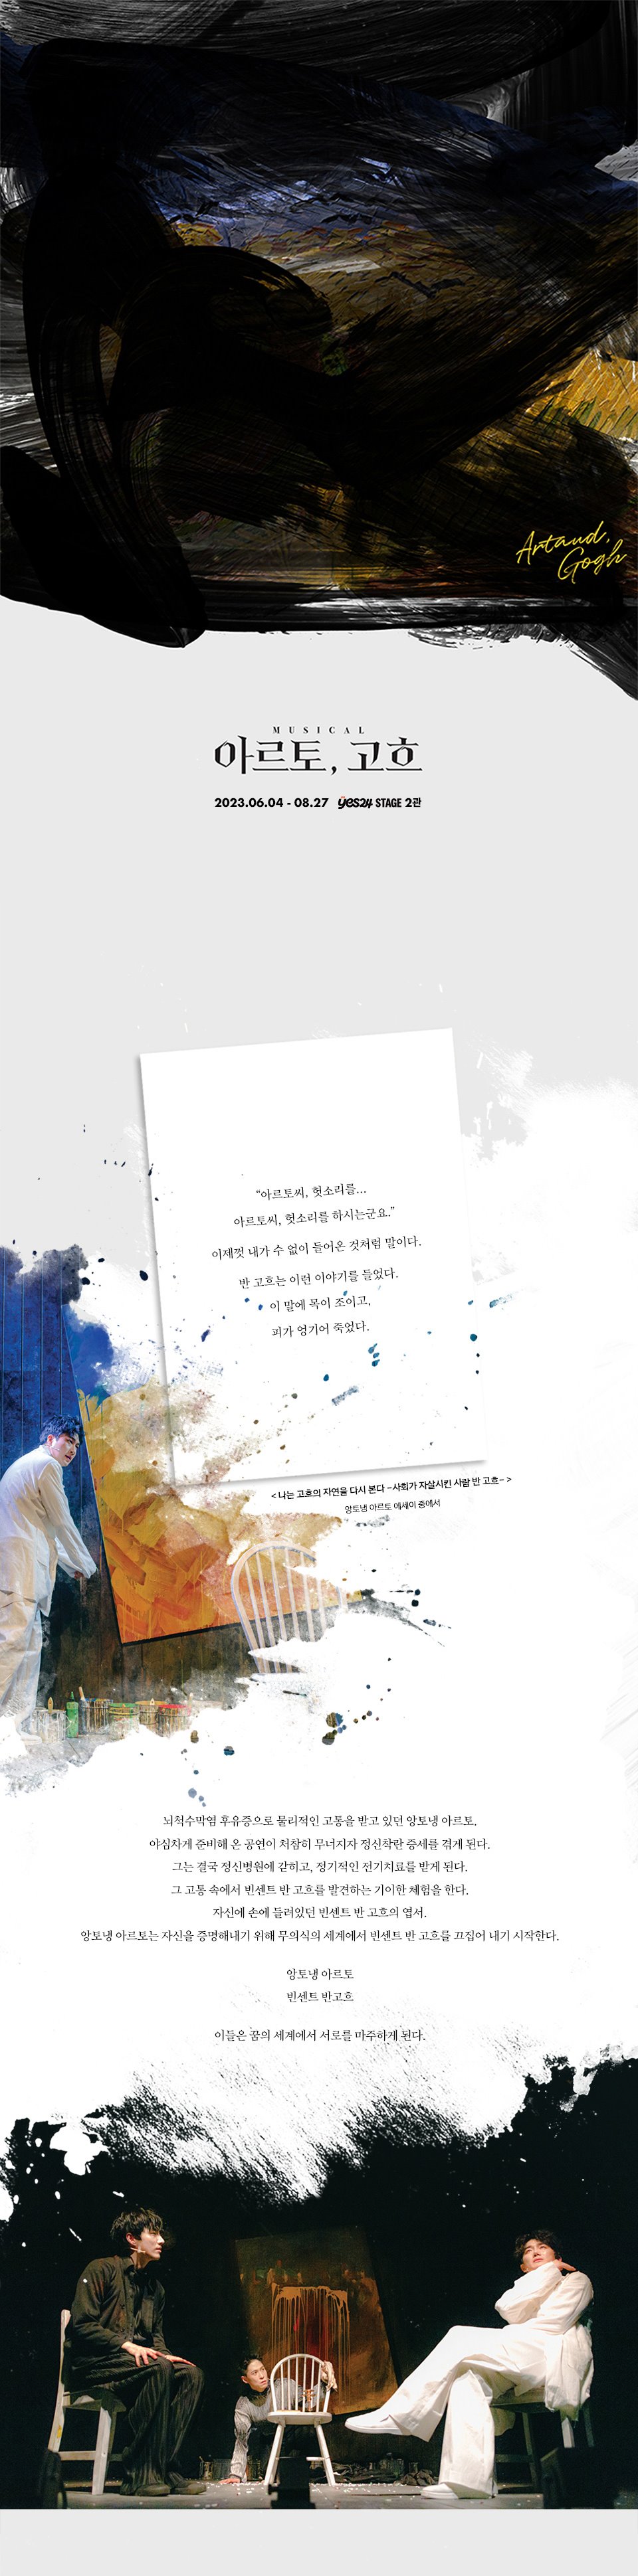 Artaud,
Gogh
MUSICAL
아르토, 고흐
2023.06.04 - 08.27 yes24 STAGE 2관
“아르토씨, 헛소리를...
아르토씨, 헛소리를 하시는군요.”
이제껏 내가 수 없이 들어온 것처럼 말이다.
반 고흐는 이런 이야기를 들었다.
이 말에 목이 조이고,
피가 엉기어 죽었다.
< 나는 고흐의 자연을 다시 본다 -사회가 자살시킨 사람 반 고흐- >
앙토냉 아르토 에세이 중에서
뇌척수막염 후유증으로 물리적인 고통을 받고 있던 앙토냉 아르토.
야심차게 준비해 온 공연이 처참히 무너지자 정신착란 증세를 겪게 된다.
그는 결국 정신병원에 갇히고, 정기적인 전기치료를 받게 된다.
그 고통 속에서 빈센트 반 고흐를 발견하는 기이한 체험을 한다.
자신에 손에 들려있던 빈센트 반 고흐의 엽서.
앙토냉 아르토는 자신을 증명해내기 위해 무의식의 세계에서 빈센트 반 고흐를 끄집어 내기 시작한다.
앙토냉 아르토
빈센트 반고흐
이들은 꿈의 세계에서 서로를 마주하게 된다.